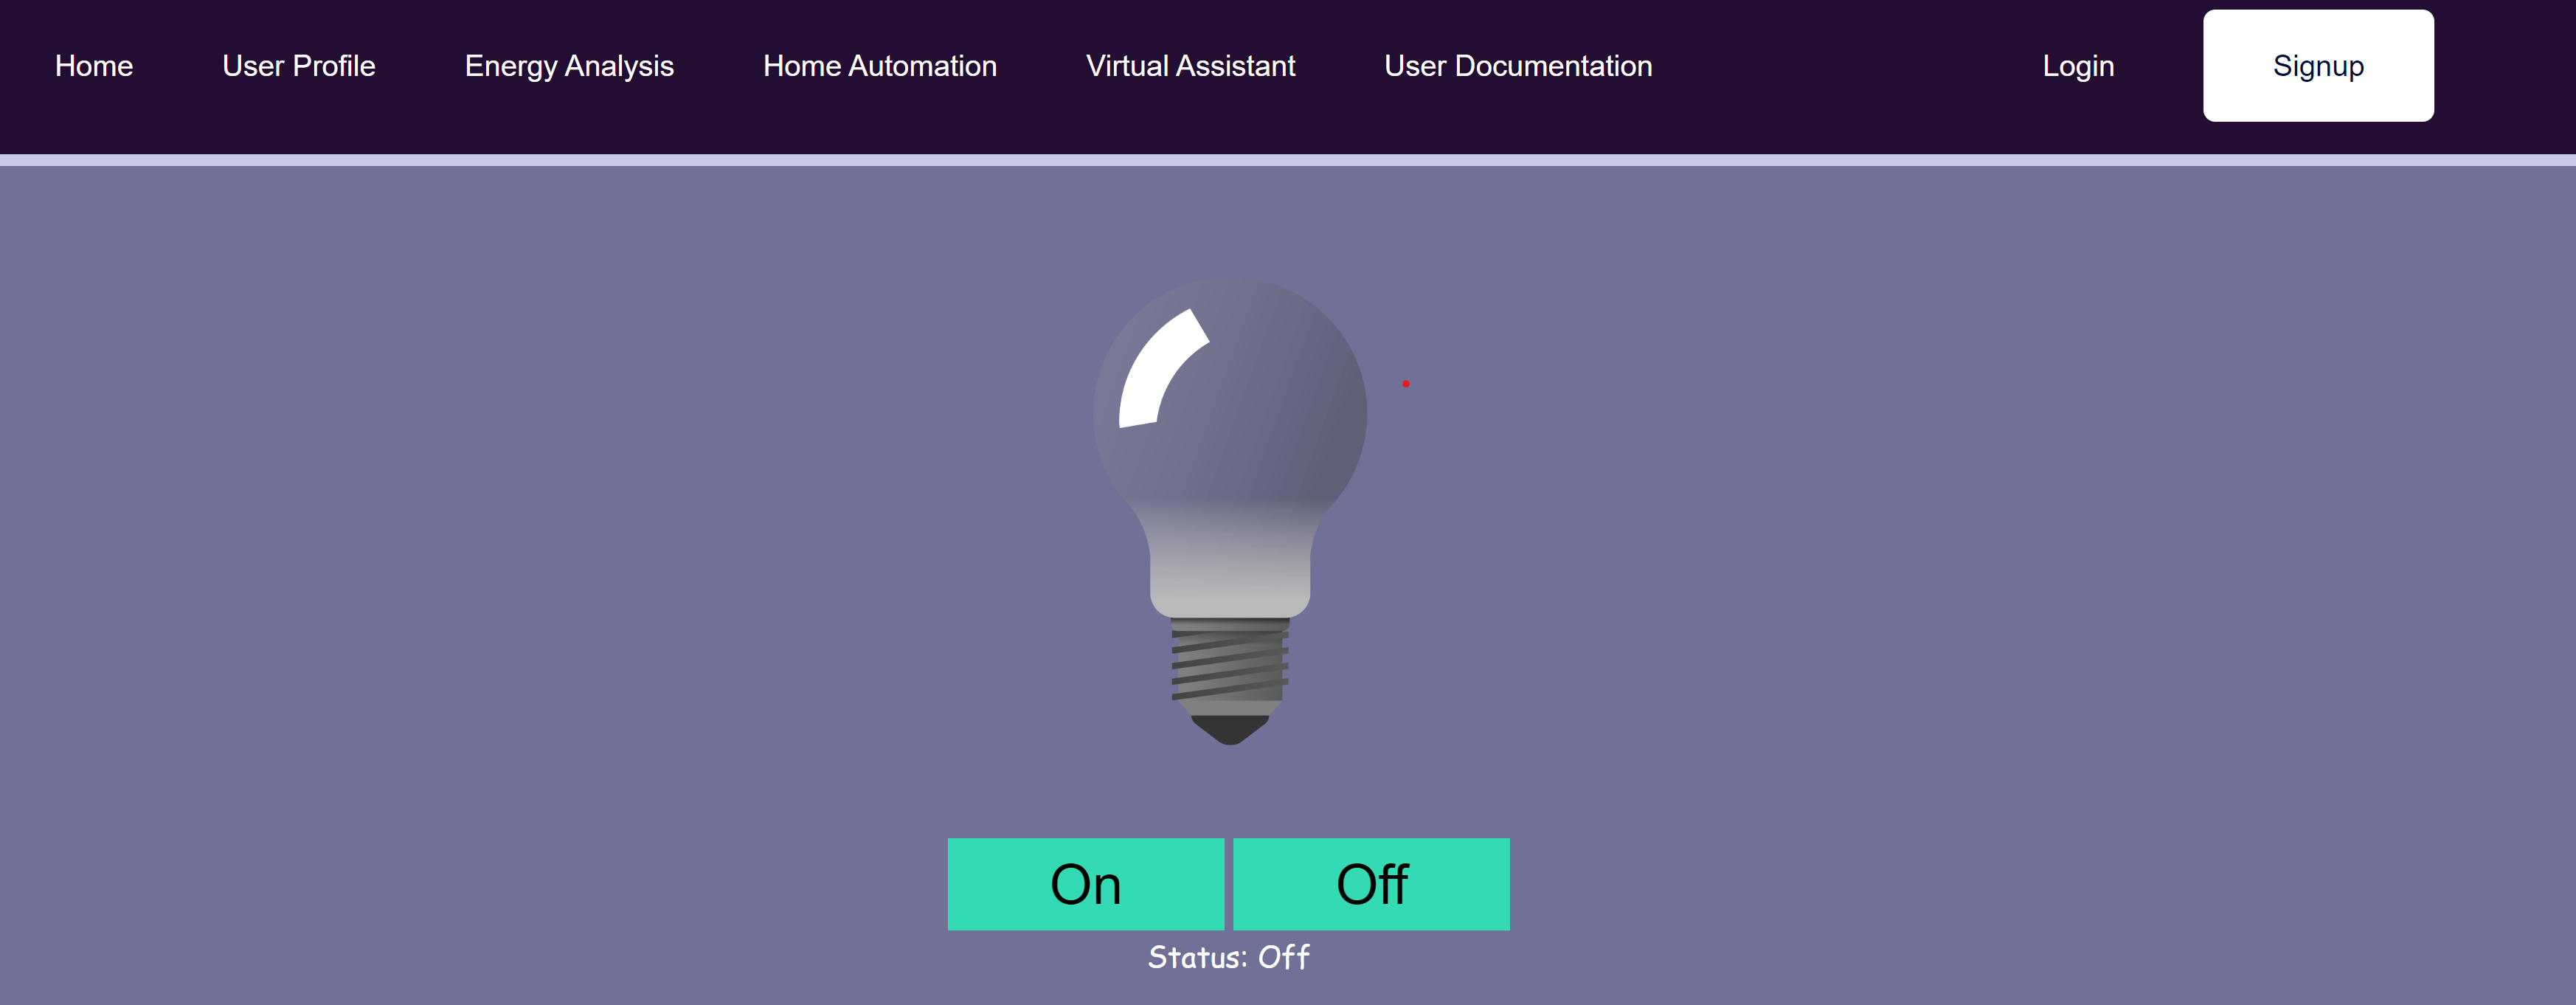 Home User Profile Energy Analysis Home Automation Virtual Assistant User Documentation Login Signup
On Off
Status: Off